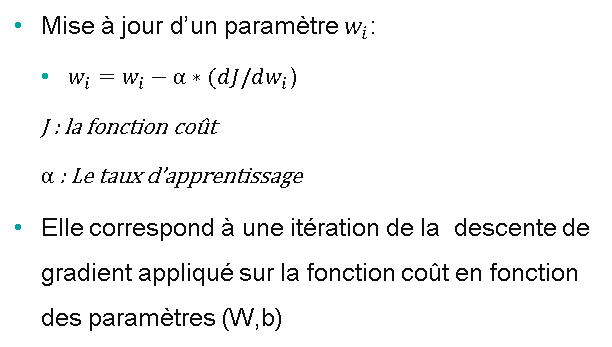 • Mise à jour d'un paramètre 𝑤ᵢ:
• 𝑤ᵢ = 𝑤ᵢ − α ∗ (𝑑𝐽/𝑑𝑤ᵢ)
J : la fonction coût
α : Le taux d'apprentissage
• Elle correspond à une itération de la descente de
gradient appliqué sur la fonction coût en fonction
des paramètres (W,b)